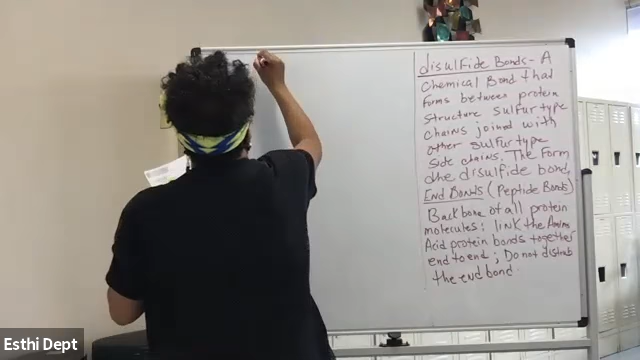 disulfide Bonds - A
Chemical Bond that
forms between protein
structure sulfur type
chains joined with
other sulfur type
side chains. The Form
the disulfide bond.
END BONDS (Peptide Bonds)
Backbone of all protein
molecules; link the Amino
Acid protein bonds together
end to end; Do not disturb
the end bond
Esthi Dept